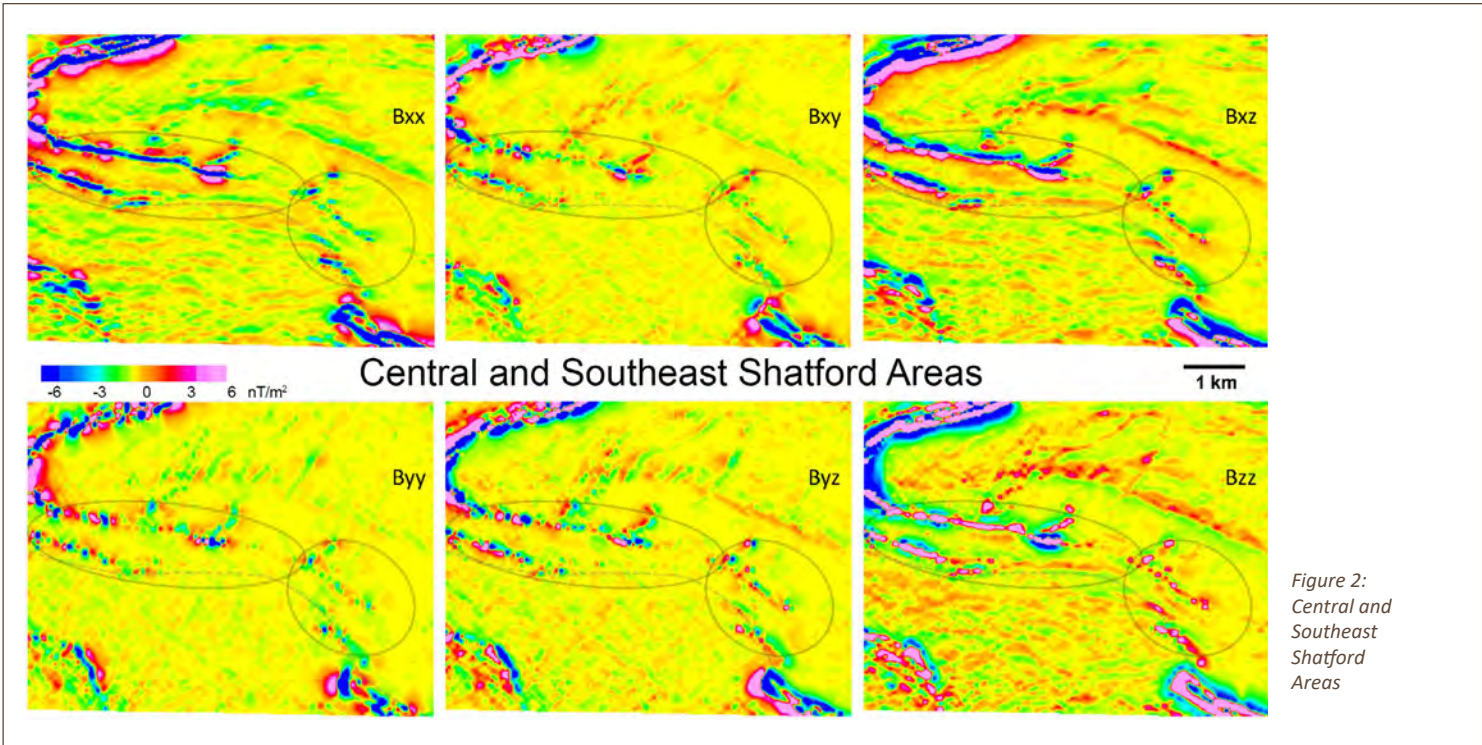 Bxx
Bxy
Bxz
-6 -3 0 3 6 nT/m²
Central and Southeast Shatford Areas
1 km
Byy
Byz
Bzz
Figure 2:
Central and
Southeast
Shatford
Areas